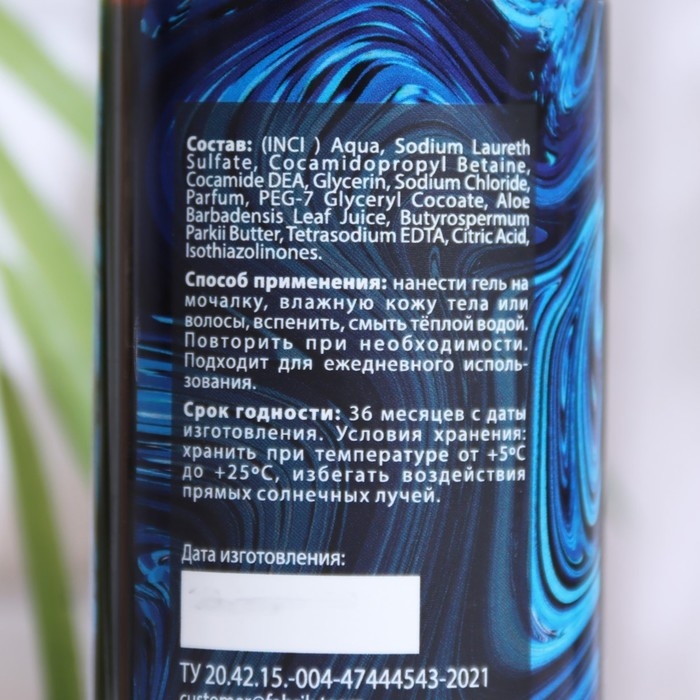 Состав: (INCI ) Aqua, Sodium Laureth
Sulfate, Cocamidopropyl Betaine,
Cocamide DEA, Glycerin, Sodium Chloride,
Parfum, PEG-7 Glyceryl Cocoate, Aloe
Barbadensis Leaf Juice, Butyrospermum
Parkii Butter, Tetrasodium EDTA, Citric Acid,
Isothiazolinones.
Способ применения: нанести гель на
мочалку, влажную кожу тела или
волосы, вспенить, смыть тёплой водой.
Повторить при необходимости.
Подходит для ежедневного исполь-
зования.
Срок годности: 36 месяцев с даты
изготовления. Условия хранения:
хранить при температуре от +5ºС
до +25ºС, избегать воздействия
прямых солнечных лучей.
Дата изготовления:
ТУ 20.42.15.-004-47444543-2021